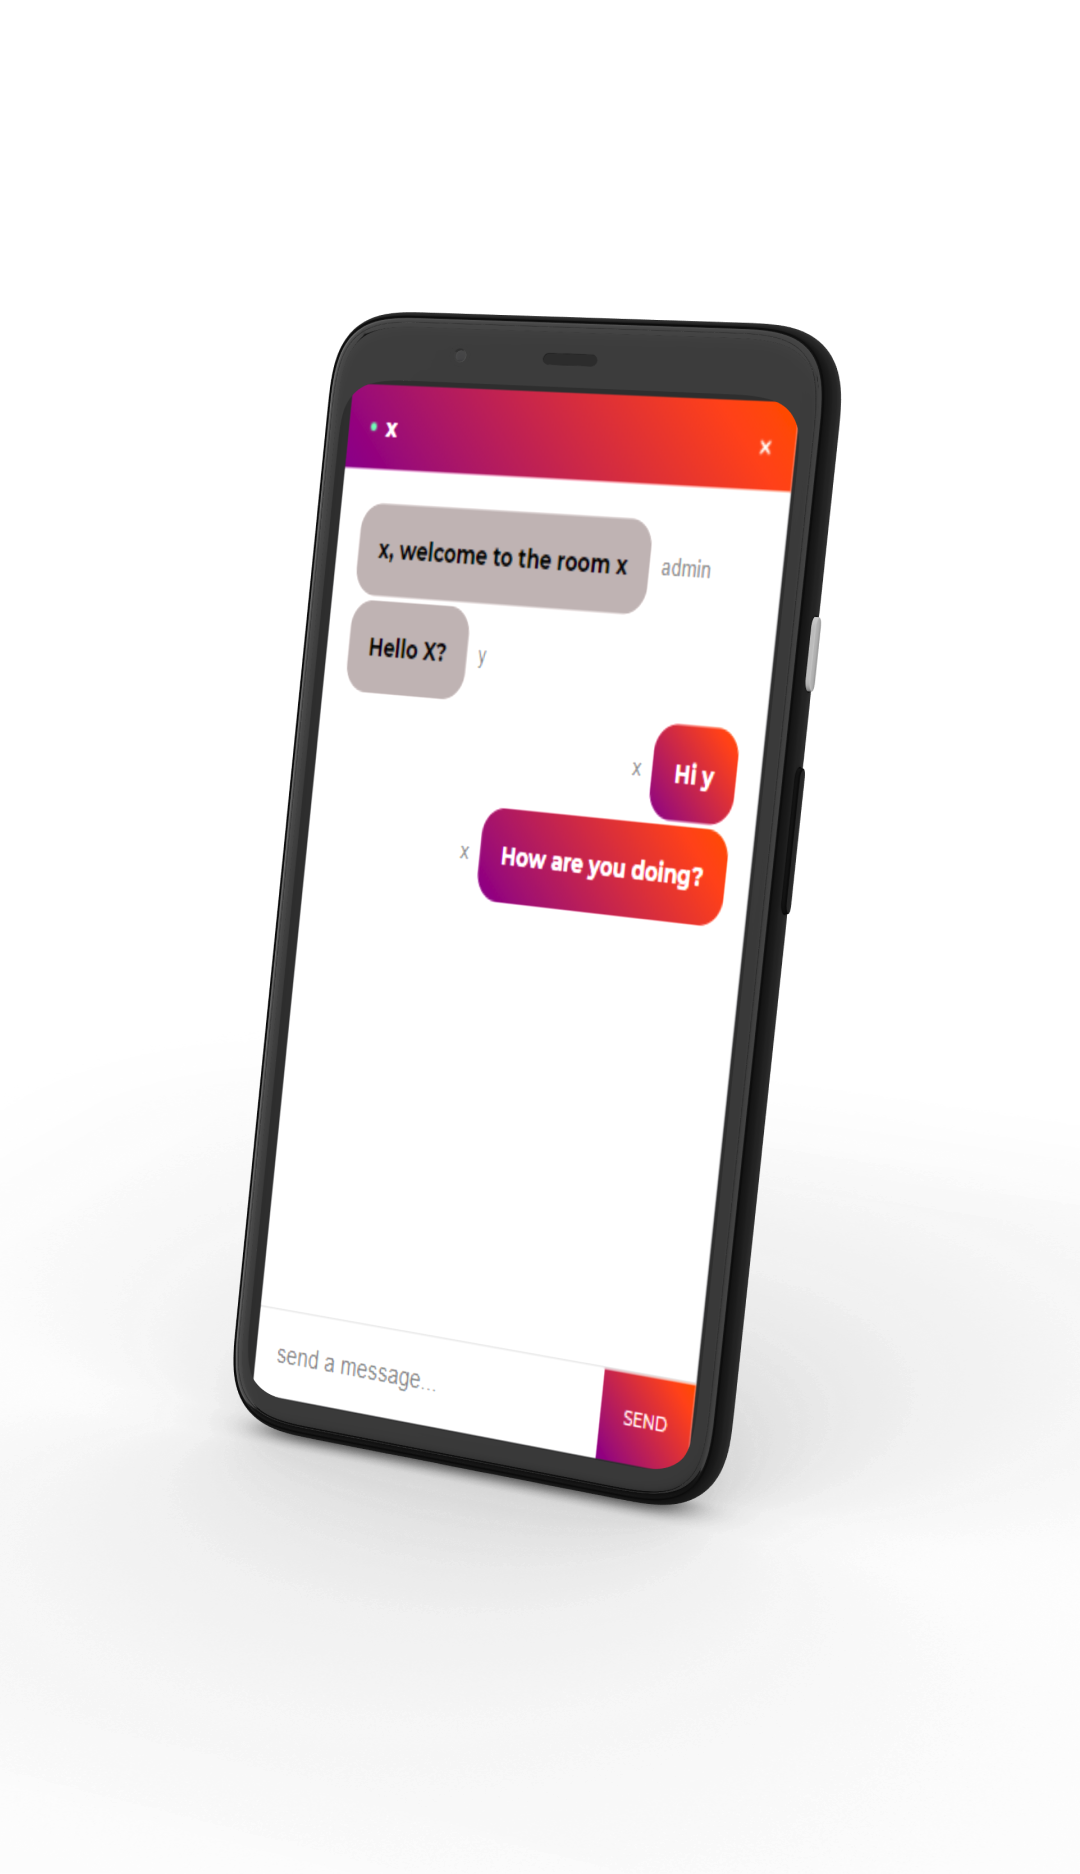 x
x, welcome to the room x
admin
Hello X?
y
x
Hi y
x
How are you doing?
send a message...
SEND